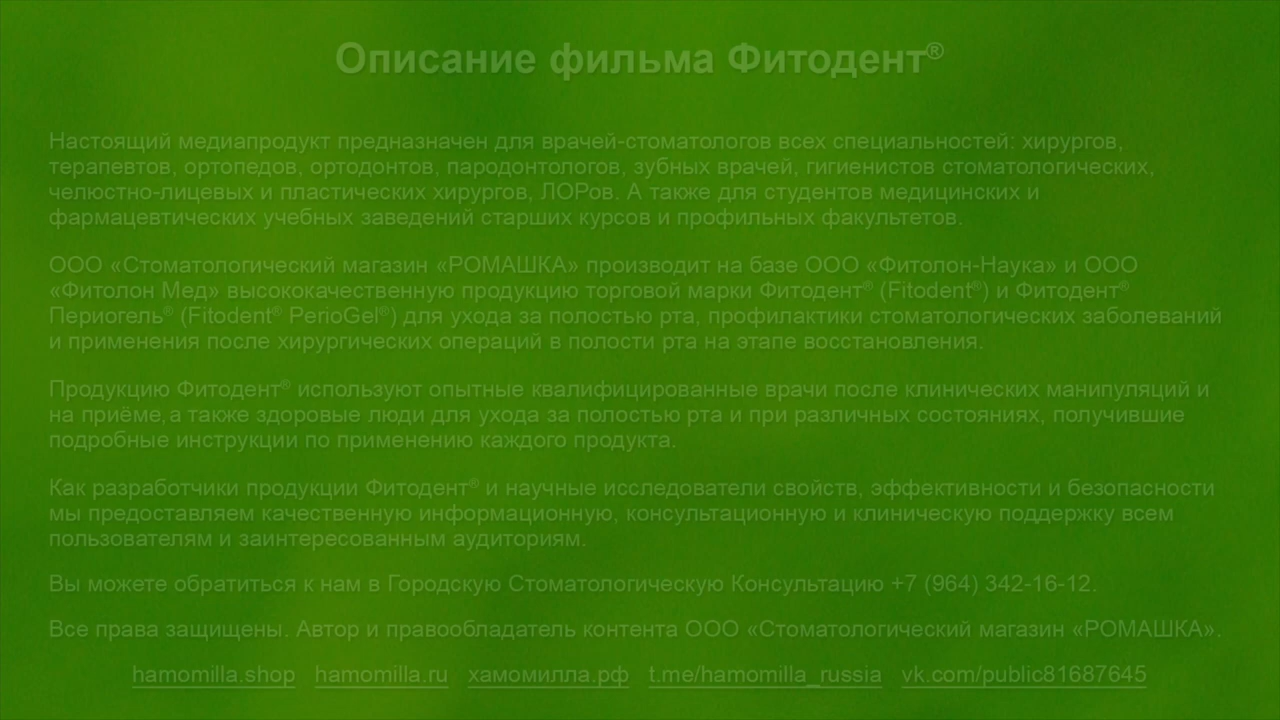 Описание фильма Фитодент®
Настоящий медиапродукт предназначен для врачей-стоматологов всех специальностей: хирургов,
терапевтов, ортопедов, ортодонтов, пародонтологов, зубных врачей, гигиенистов стоматологических,
челюстно-лицевых и пластических хирургов, ЛОРов. А также для студентов медицинских и
фармацевтических учебных заведений старших курсов и профильных факультетов.
ООО «Стоматологический магазин «РОМАШКА» производит на базе ООО «Фитолон-Наука» и ООО
«Фитолон Мед» высококачественную продукцию торговой марки Фитодент® (Fitodent®) и Фитодент®
Периогель® (Fitodent® PerioGel®) для ухода за полостью рта, профилактики стоматологических заболеваний
и применения после хирургических операций в полости рта на этапе восстановления.
Продукцию Фитодент® используют опытные квалифицированные врачи после клинических манипуляций и
на приёме, а также здоровые люди для ухода за полостью рта и при различных состояниях, получившие
подробные инструкции по применению каждого продукта.
Как разработчики продукции Фитодент® и научные исследователи свойств, эффективности и безопасности
мы предоставляем качественную информационную, консультационную и клиническую поддержку всем
пользователям и заинтересованным аудиториям.
Вы можете обратиться к нам в Городскую Стоматологическую Консультацию +7 (964) 342-16-12.
Все права защищены. Автор и правообладатель контента ООО «Стоматологический магазин «РОМАШКА».
hamomilla.shop hamomilla.ru хамомилла.рф t.me/hamomilla_russia vk.com/public81687645